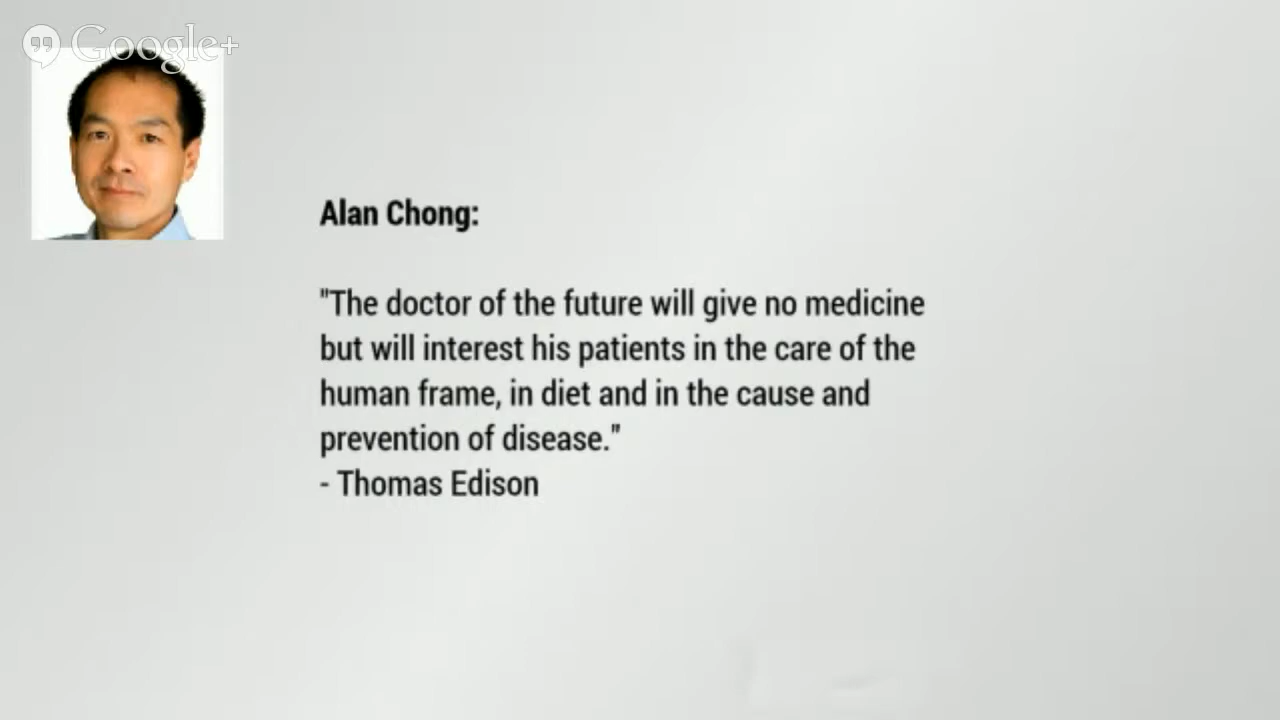 Google+
Alan Chong:
"The doctor of the future will give no medicine
but will interest his patients in the care of the
human frame, in diet and in the cause and
prevention of disease."
- Thomas Edison